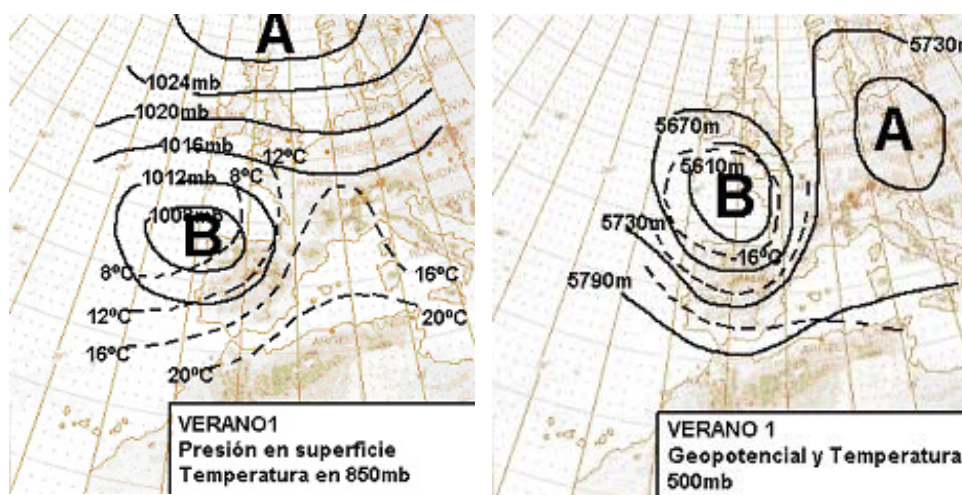 A
1024mb
1020mb
1016mb
12ºC
8ºC
1012mb
1008mb
B
8ºC
16ºC
12ºC
20ºC
16ºC
20ºC
VERANO1
Presión en superficie
Temperatura en 850mb
5730m
A
5670m
5610m
B
5730m
-16ºC
5790m
VERANO 1
Geopotencial y Temperatura
500mb